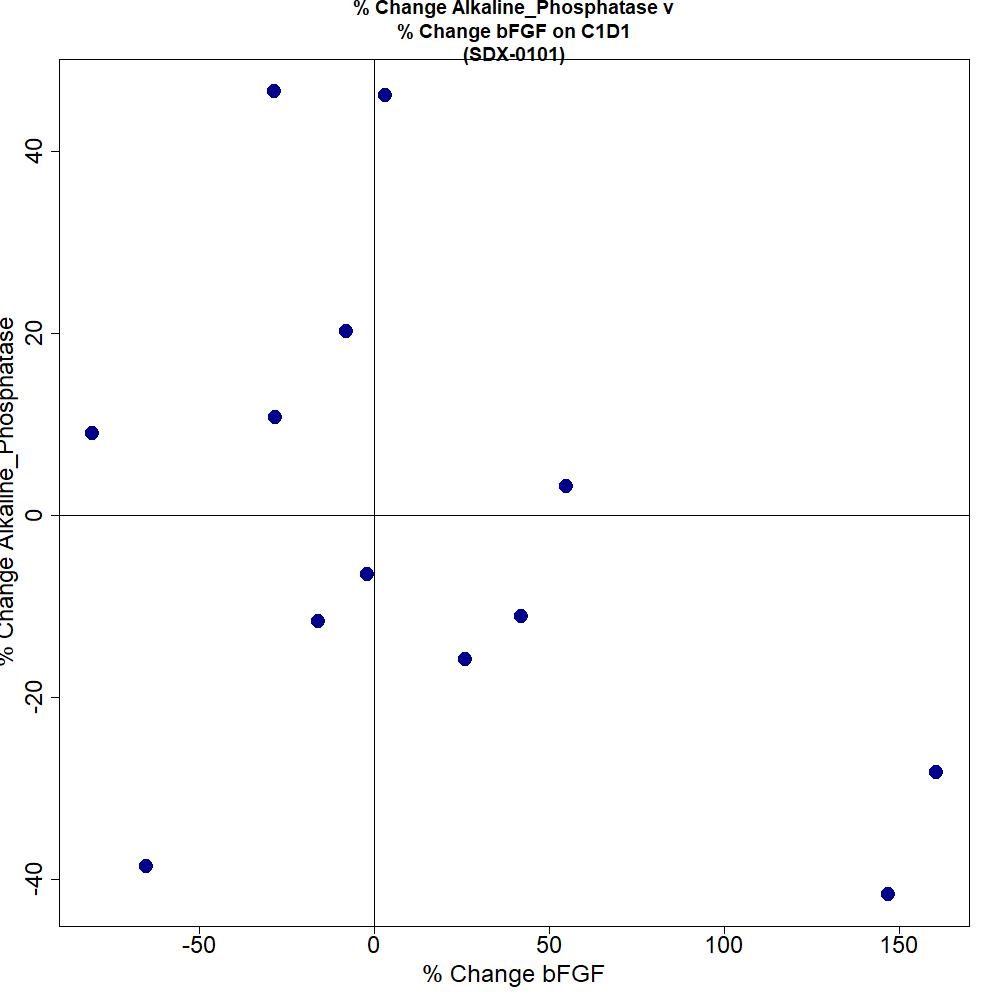 % Change Alkaline_Phosphatase v
% Change bFGF on C1D1
(SDX-0101)
% Change Alkaline_Phosphatase
40
20
0
-20
-40
-50
0
50
100
150
% Change bFGF